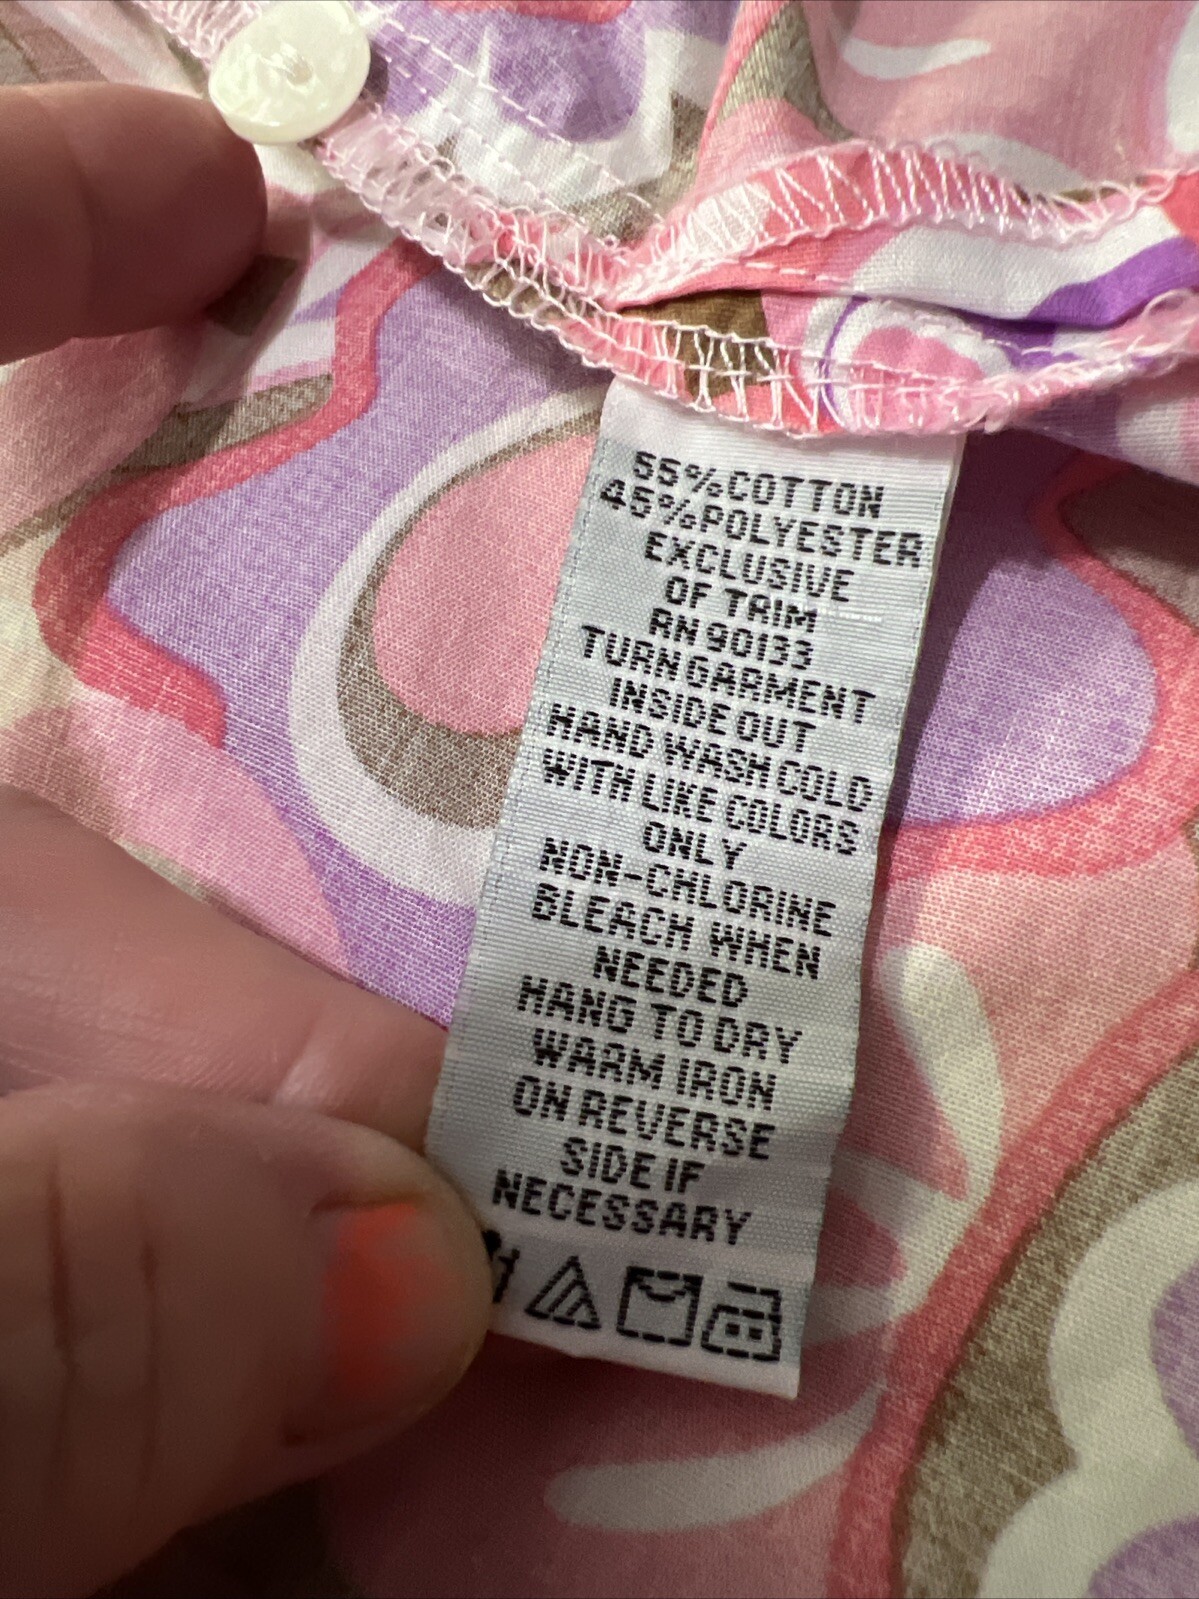 55%COTTON
45%POLYESTER
EXCLUSIVE
OF TRIM
RN 90133
TURN GARMENT
INSIDE OUT
HAND WASH COLD
WITH LIKE COLORS
ONLY
NON-CHLORINE
BLEACH WHEN
NEEDED
HANG TO DRY
WARM IRON
ON REVERSE
SIDE IF
NECESSARY